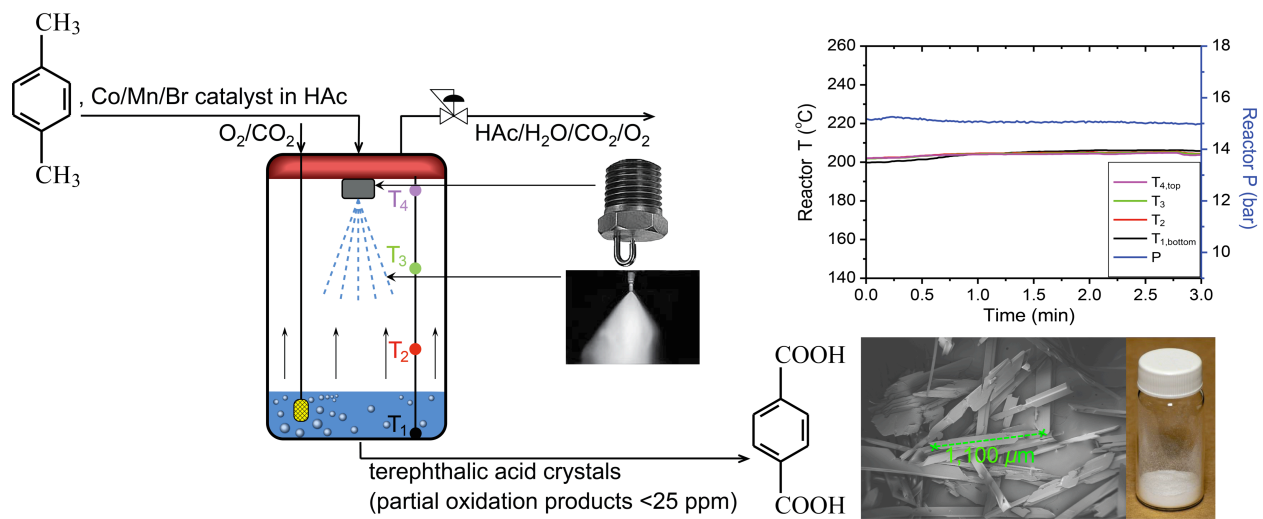 CH₃
, Co/Mn/Br catalyst in HAc
O₂/CO₂
HAc/H₂O/CO₂/O₂
CH₃
T₄
T₃
T₂
T₁
terephthalic acid crystals
(partial oxidation products <25 ppm)
COOH
COOH
260
240
220
200
180
160
140
Reactor T (°C)
18
16
14
12
10
Reactor P (bar)
T₄,top
T₃
T₂
T₁,bottom
P
0.0 0.5 1.0 1.5 2.0 2.5 3.0
Time (min)
1,100 μm